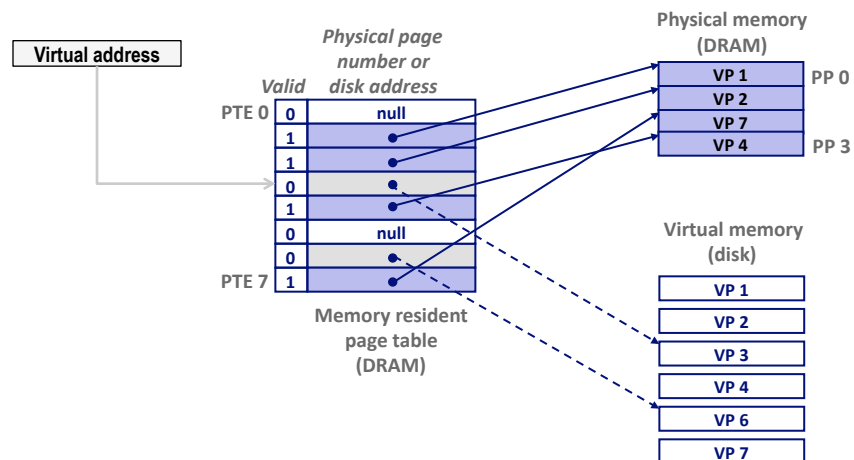 Virtual address
Physical page
number or
disk address
Valid
PTE 0
0
null
1
1
0
1
0
null
0
PTE 7
1
Memory resident
page table
(DRAM)
Physical memory
(DRAM)
VP 1
PP 0
VP 2
VP 7
VP 4
PP 3
Virtual memory
(disk)
VP 1
VP 2
VP 3
VP 4
VP 6
VP 7